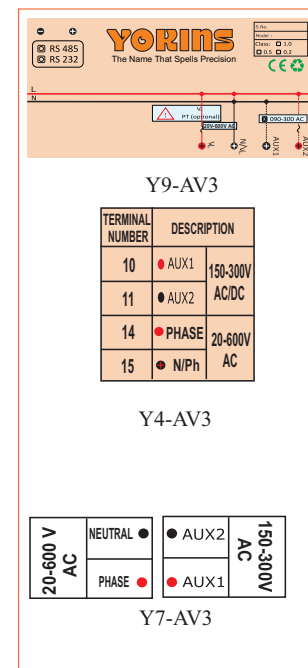 YORINS
The Name That Spells Precision
RS 485
RS 232
S.No.
Model :
Class: 1.0
0.5 0.2
CE
L
N
PT (optional)
20V-600V AC
090-300 AC
N/V
AUX1
AUX2
Y9-AV3
TERMINAL NUMBER DESCRIPTION
10 AUX1 150-300V AC/DC
11 AUX2
14 PHASE 20-600V AC
15 N/Ph
Y4-AV3
20-600 V AC
NEUTRAL
PHASE
AUX2
AUX1
150-300V AC
Y7-AV3